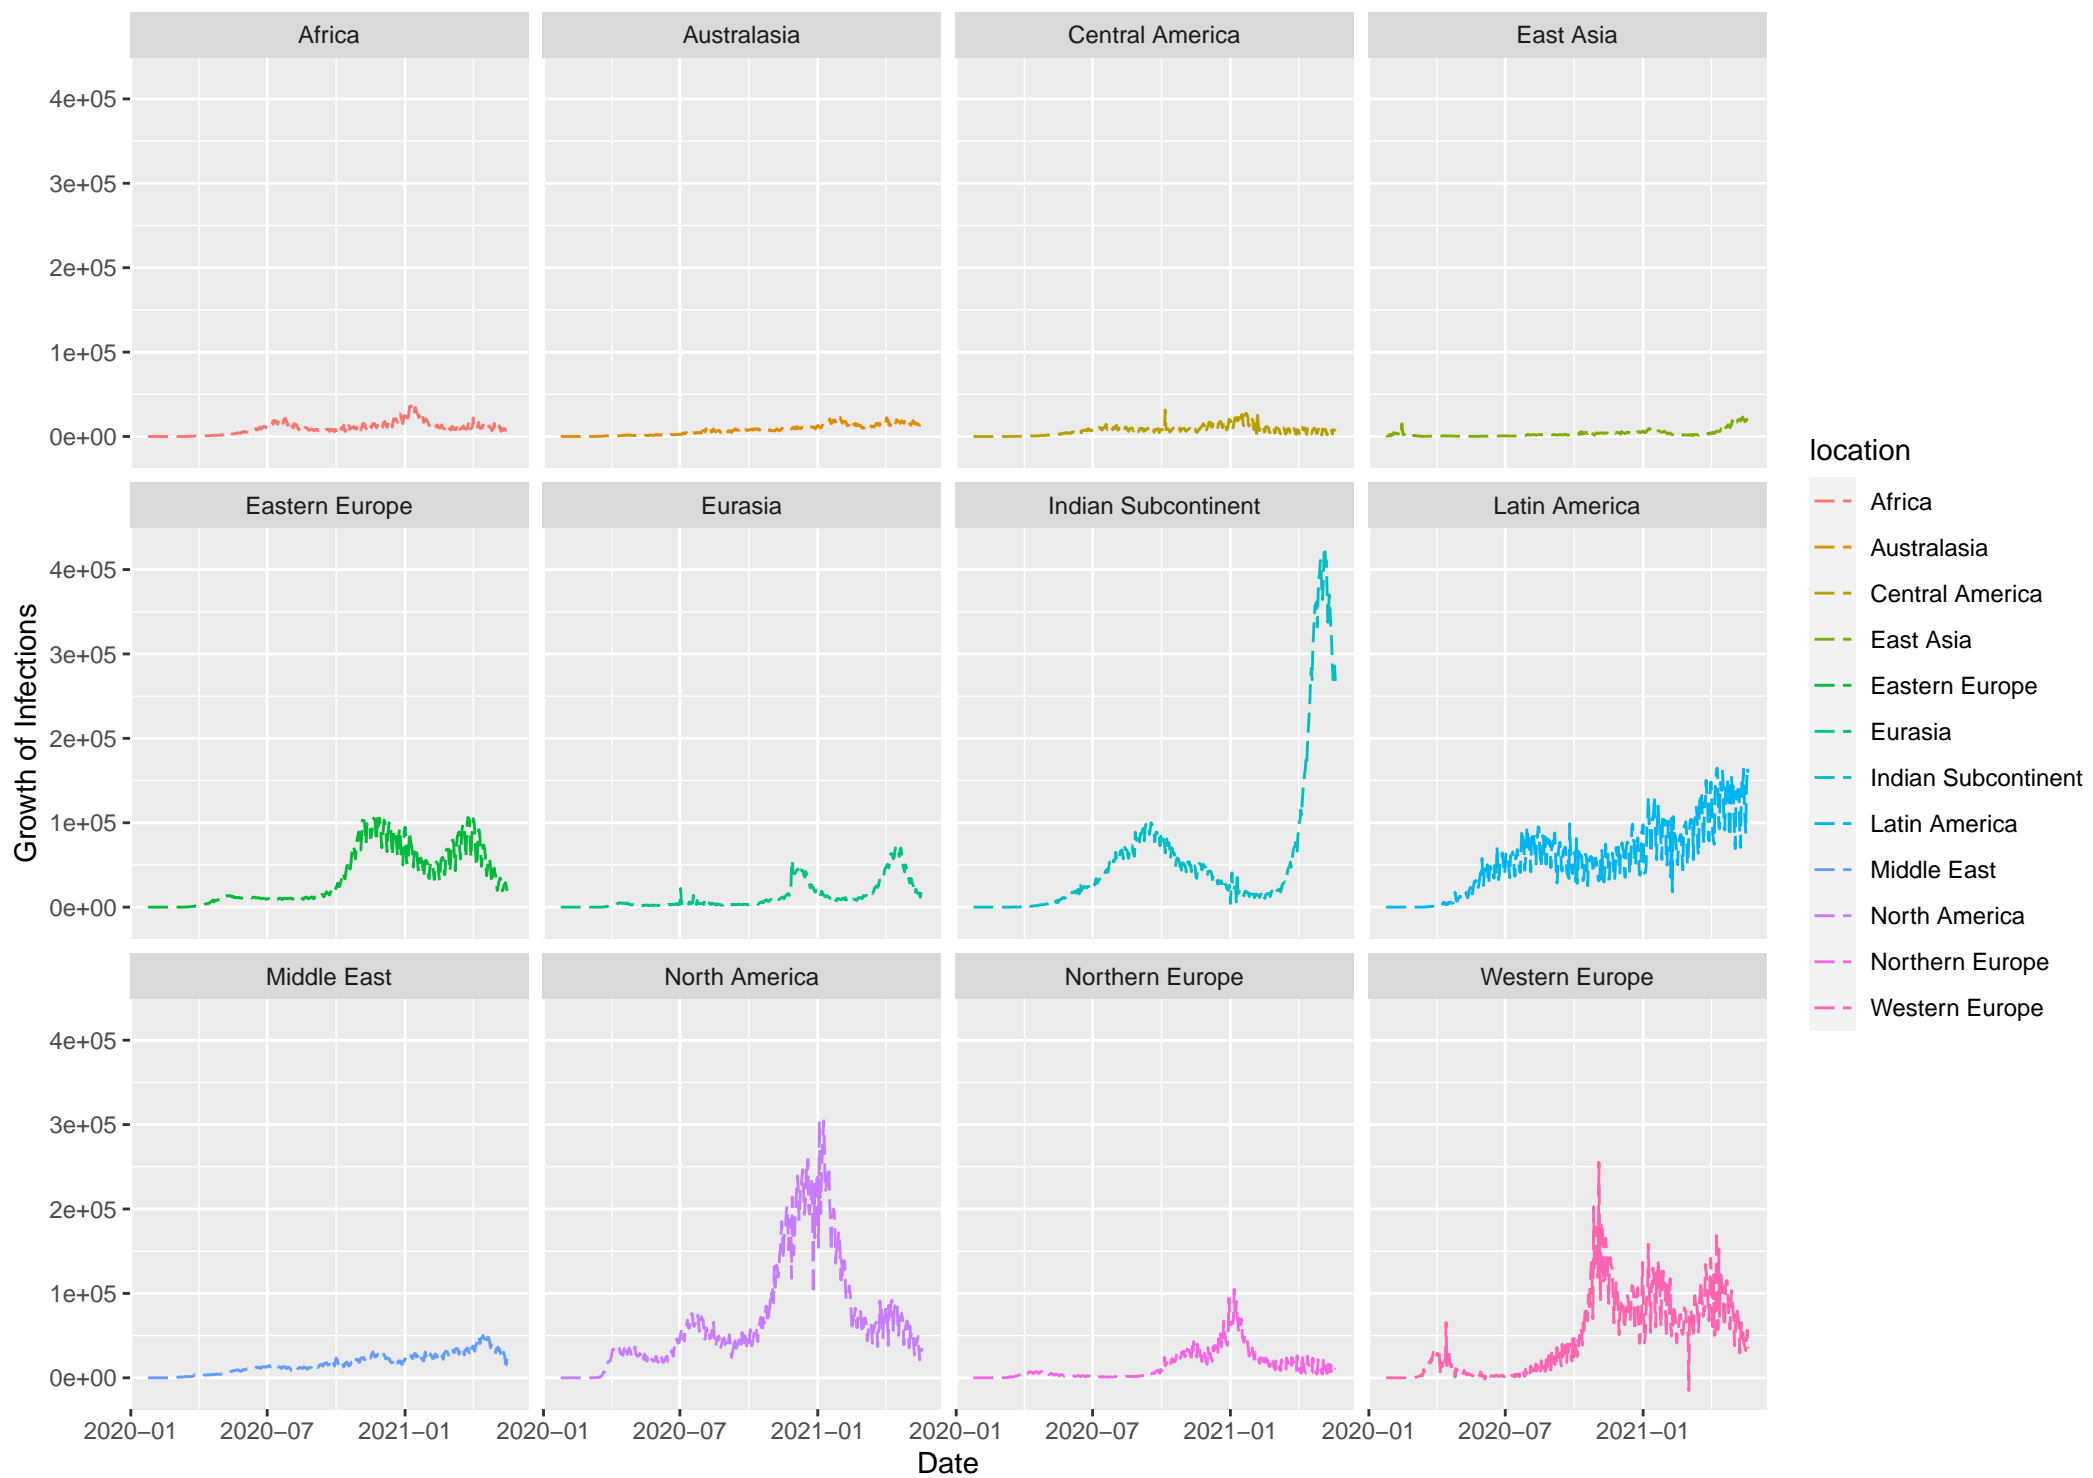 Africa
Australasia
Central America
East Asia
4e+05
3e+05
2e+05
1e+05
0e+00
Eastern Europe
Eurasia
Indian Subcontinent
Latin America
4e+05
3e+05
2e+05
1e+05
0e+00
Middle East
North America
Northern Europe
Western Europe
4e+05
3e+05
2e+05
1e+05
0e+00
2020−01
2020−07
2021−01
2020−01
2020−07
2021−01
2020−01
2020−07
2021−01
2020−01
2020−07
2021−01
Date
Growth of Infections
location
Africa
Australasia
Central America
East Asia
Eastern Europe
Eurasia
Indian Subcontinent
Latin America
Middle East
North America
Northern Europe
Western Europe